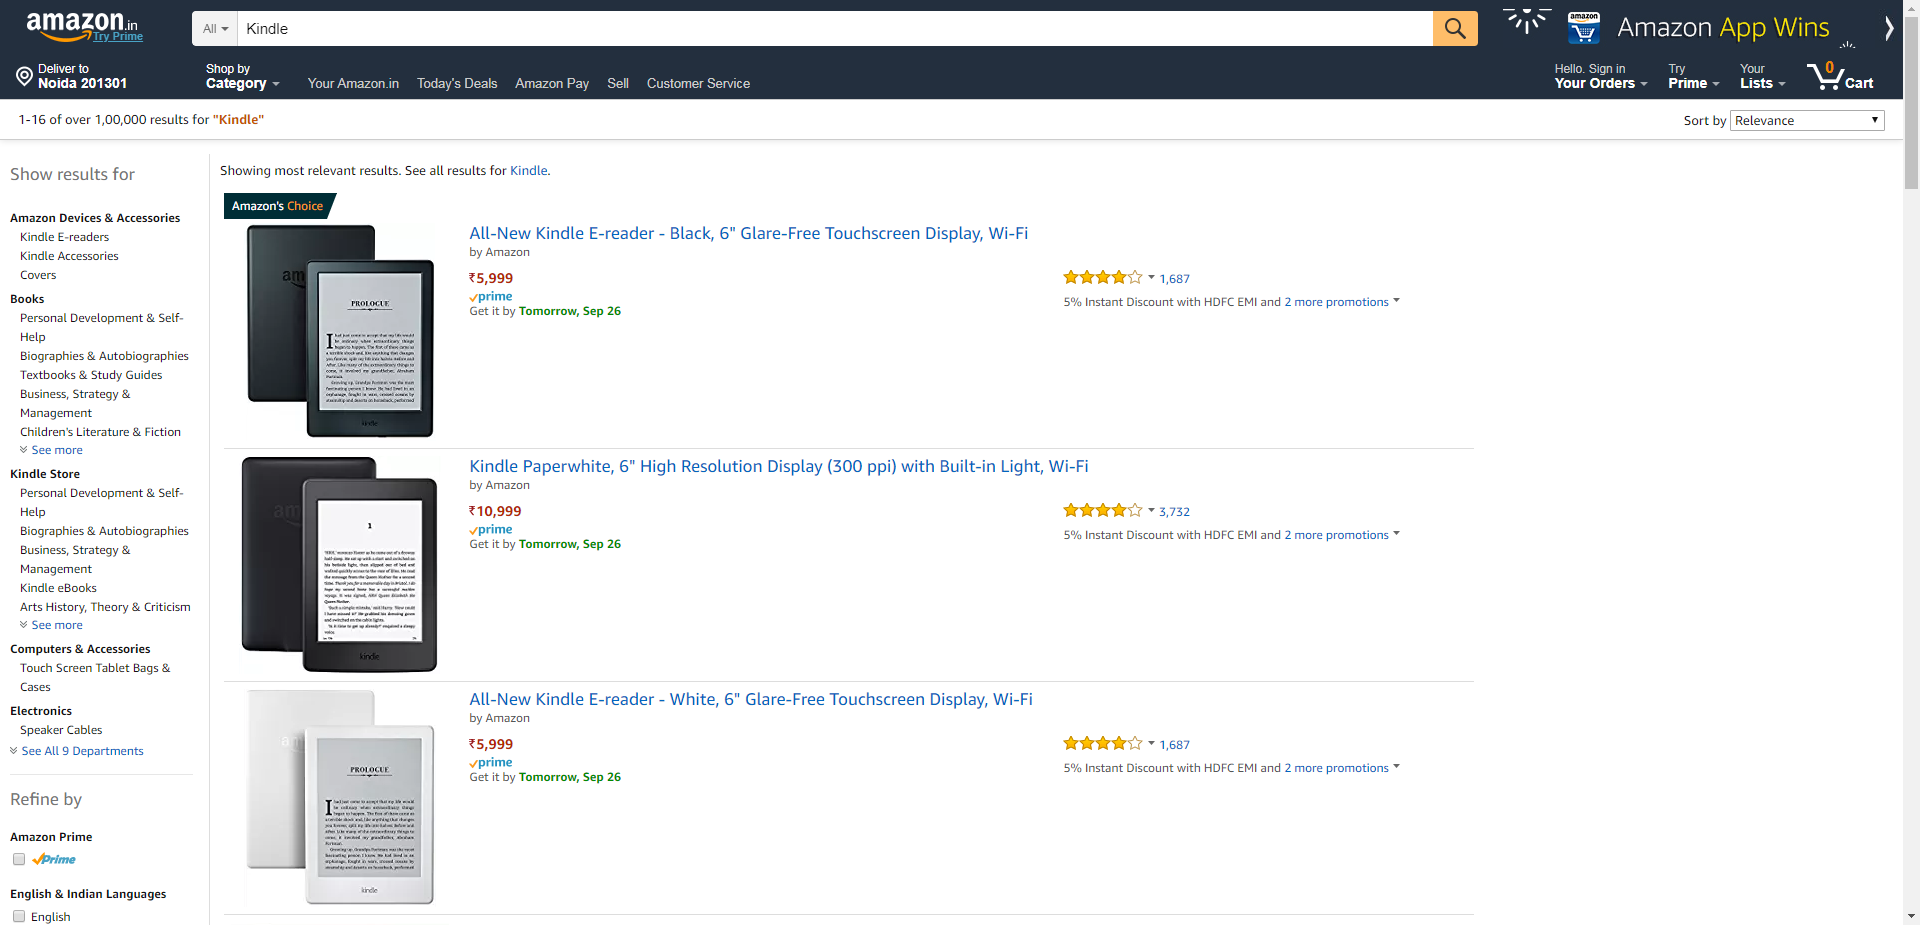 amazon.in
Try Prime
All
Kindle
amazon
Amazon App Wins
Deliver to
Noida 201301
Shop by
Category
Your Amazon.in
Today's Deals
Amazon Pay
Sell
Customer Service
Hello. Sign in
Your Orders
Try
Prime
Your
Lists
0
Cart
1-16 of over 1,00,000 results for "Kindle"
Sort by Relevance
Show results for
Amazon Devices & Accessories
Kindle E-readers
Kindle Accessories
Covers
Books
Personal Development & Self-
Help
Biographies & Autobiographies
Textbooks & Study Guides
Business, Strategy &
Management
Children's Literature & Fiction
See more
Kindle Store
Personal Development & Self-
Help
Biographies & Autobiographies
Business, Strategy &
Management
Kindle eBooks
Arts History, Theory & Criticism
See more
Computers & Accessories
Touch Screen Tablet Bags &
Cases
Electronics
Speaker Cables
See All 9 Departments
Refine by
Amazon Prime
Prime
English & Indian Languages
English
Showing most relevant results. See all results for Kindle.
Amazon's Choice
PROLOGUE
kindle
All-New Kindle E-reader - Black, 6" Glare-Free Touchscreen Display, Wi-Fi
by Amazon
₹5,999
prime
Get it by Tomorrow, Sep 26
1,687
5% Instant Discount with HDFC EMI and 2 more promotions
1
kindle
Kindle Paperwhite, 6" High Resolution Display (300 ppi) with Built-in Light, Wi-Fi
by Amazon
₹10,999
prime
Get it by Tomorrow, Sep 26
3,732
5% Instant Discount with HDFC EMI and 2 more promotions
PROLOGUE
kindle
All-New Kindle E-reader - White, 6" Glare-Free Touchscreen Display, Wi-Fi
by Amazon
₹5,999
prime
Get it by Tomorrow, Sep 26
1,687
5% Instant Discount with HDFC EMI and 2 more promotions